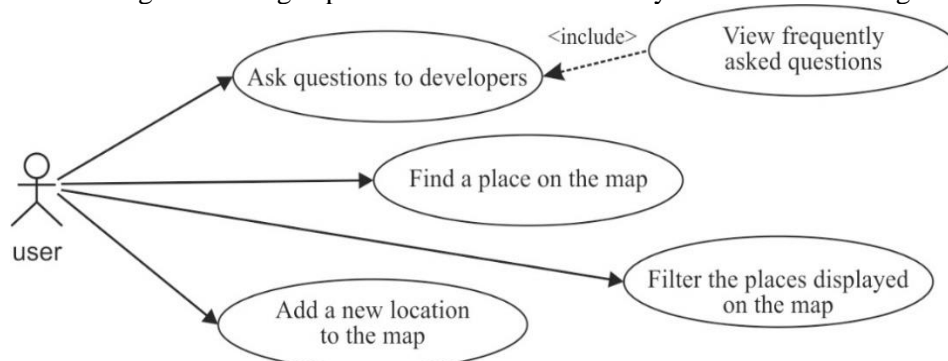 <include>
View frequently
asked questions
Ask questions to developers
Find a place on the map
user
Filter the places displayed
on the map
Add a new location
to the map